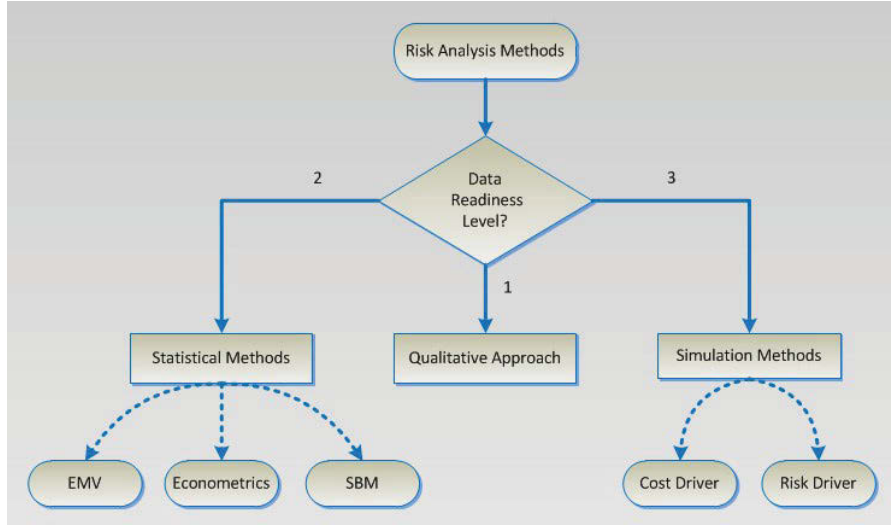 Risk Analysis Methods
Data
Readiness
Level?
2
3
1
Statistical Methods
Qualitative Approach
Simulation Methods
EMV
Econometrics
SBM
Cost Driver
Risk Driver